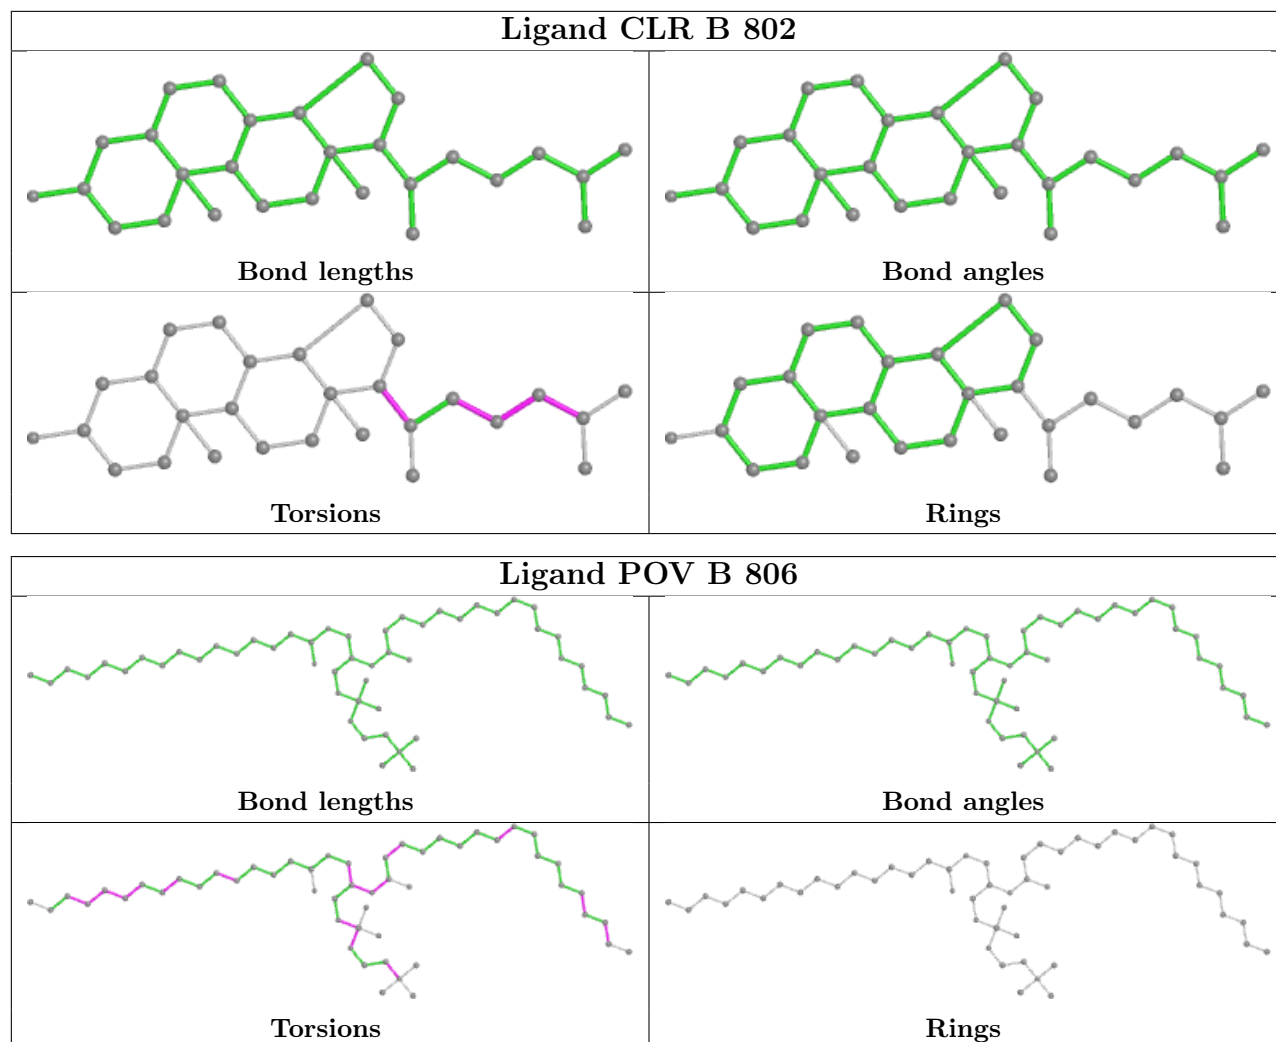 Ligand CLR B 802
Bond lengths
Bond angles
Torsions
Rings
Ligand POV B 806
Bond lengths
Bond angles
Torsions
Rings